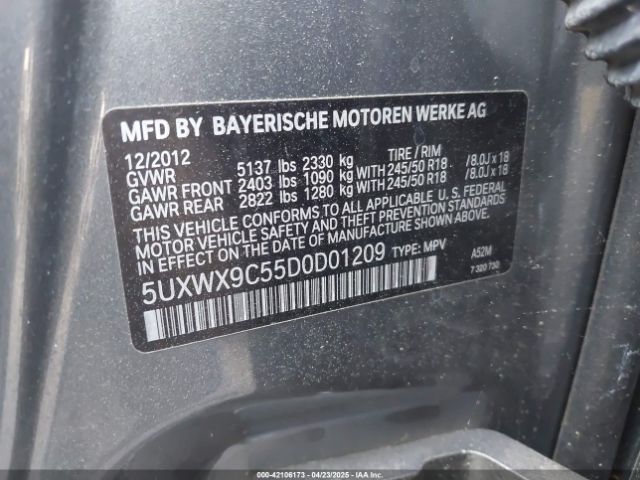 MFD BY BAYERISCHE MOTOREN WERKE AG
12/2012 TIRE / RIM
GVWR 5137 lbs 2330 kg
GAWR FRONT 2403 lbs 1090 kg WITH 245/50 R18 / 8.0J x 18
GAWR REAR 2822 lbs 1280 kg WITH 245/50 R18 / 8.0J x 18
THIS VEHICLE CONFORMS TO ALL APPLICABLE U. S. FEDERAL
MOTOR VEHICLE SAFETY AND THEFT PREVENTION STANDARDS
IN EFFECT ON THE DATE OF MANUFACTURE SHOWN ABOVE.
5UXWX9C55D0D01209 TYPE: MPV A52M
7 320 730
000-42106173 - 04/23/2025 - IAAI.com